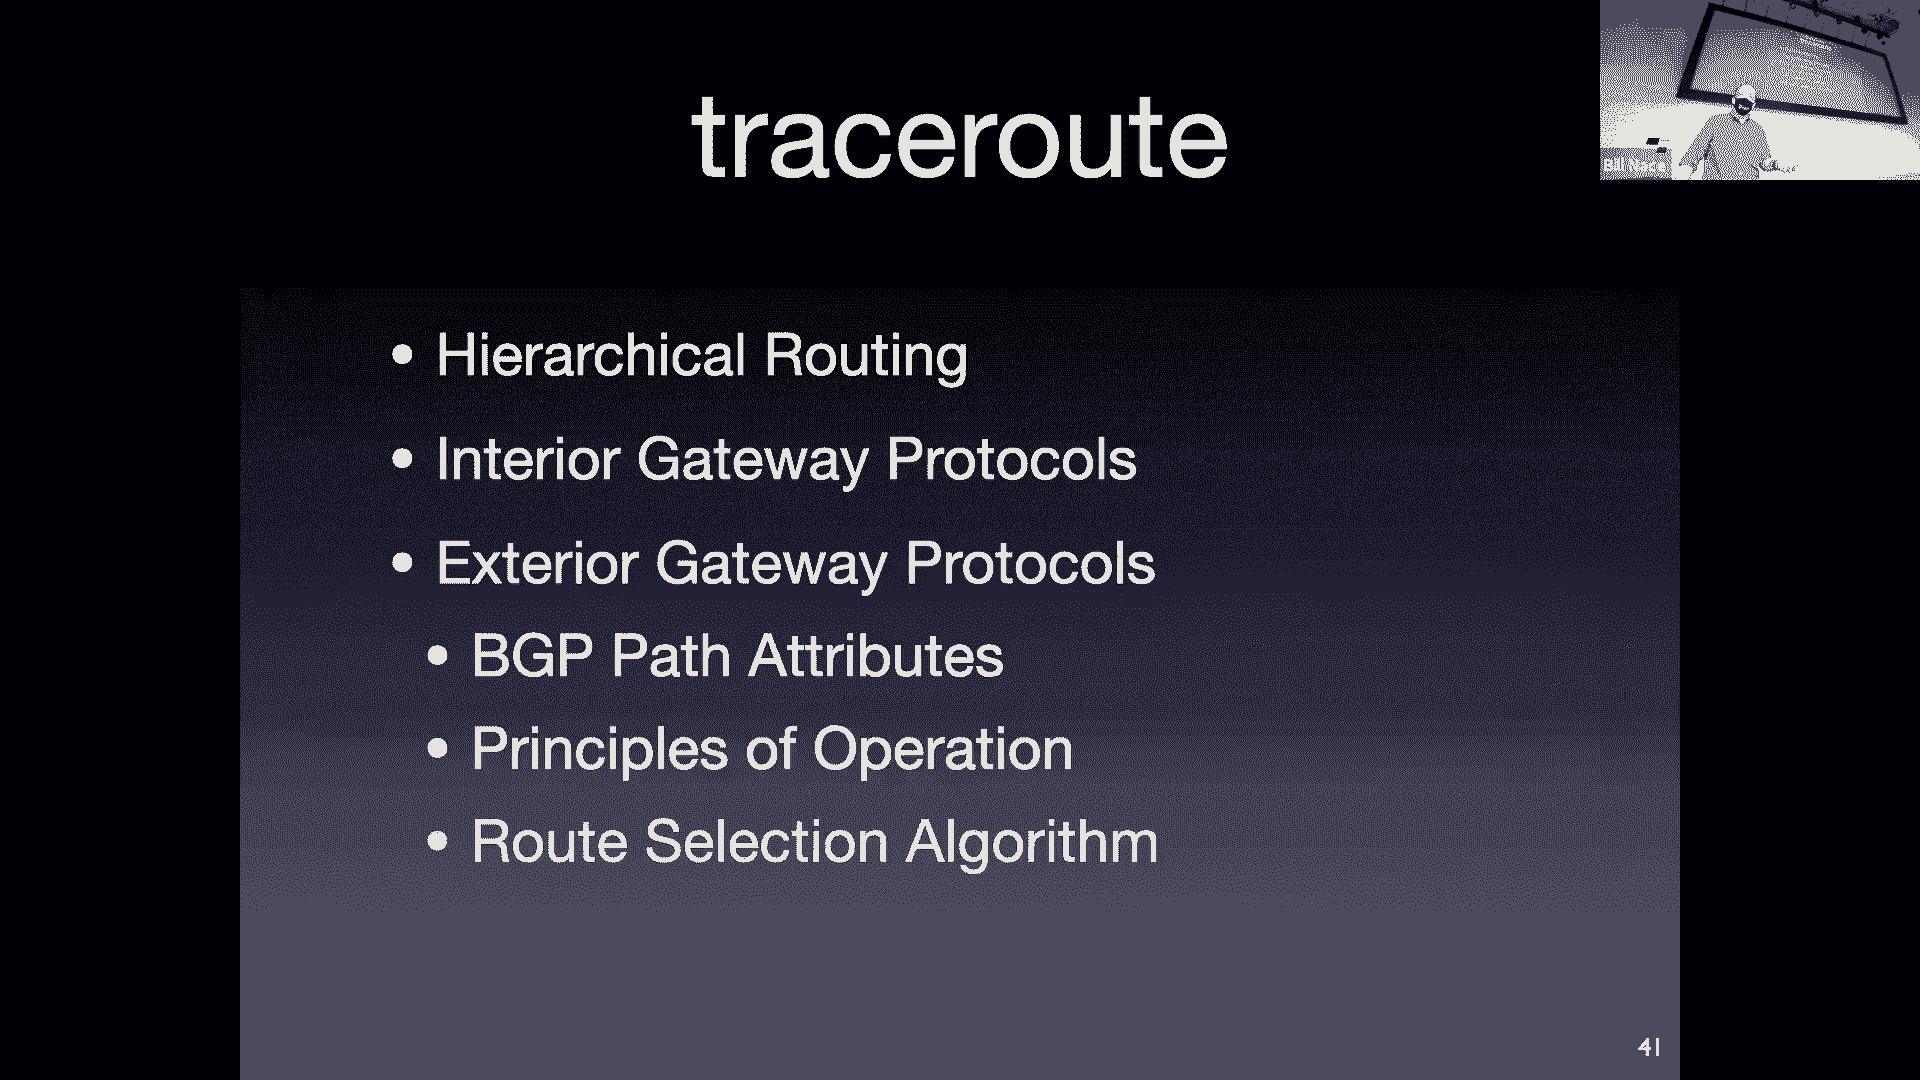 traceroute
• Hierarchical Routing
• Interior Gateway Protocols
• Exterior Gateway Protocols
• BGP Path Attributes
• Principles of Operation
• Route Selection Algorithm
41
Bill Nace